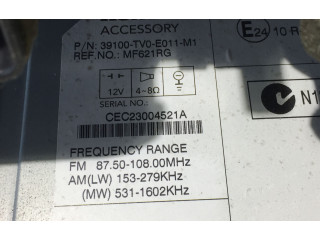 ACCESSORY
P/N: 39100-TV0-E011-M1
REF.NO.: MF621RG
E24 10 R
12V 4-8Ω
SERIAL NO.:
CEC23004521A
N1
FREQUENCY RANGE
FM 87.50-108.00MHz
AM(LW) 153-279KHz
(MW) 531-1602KHz